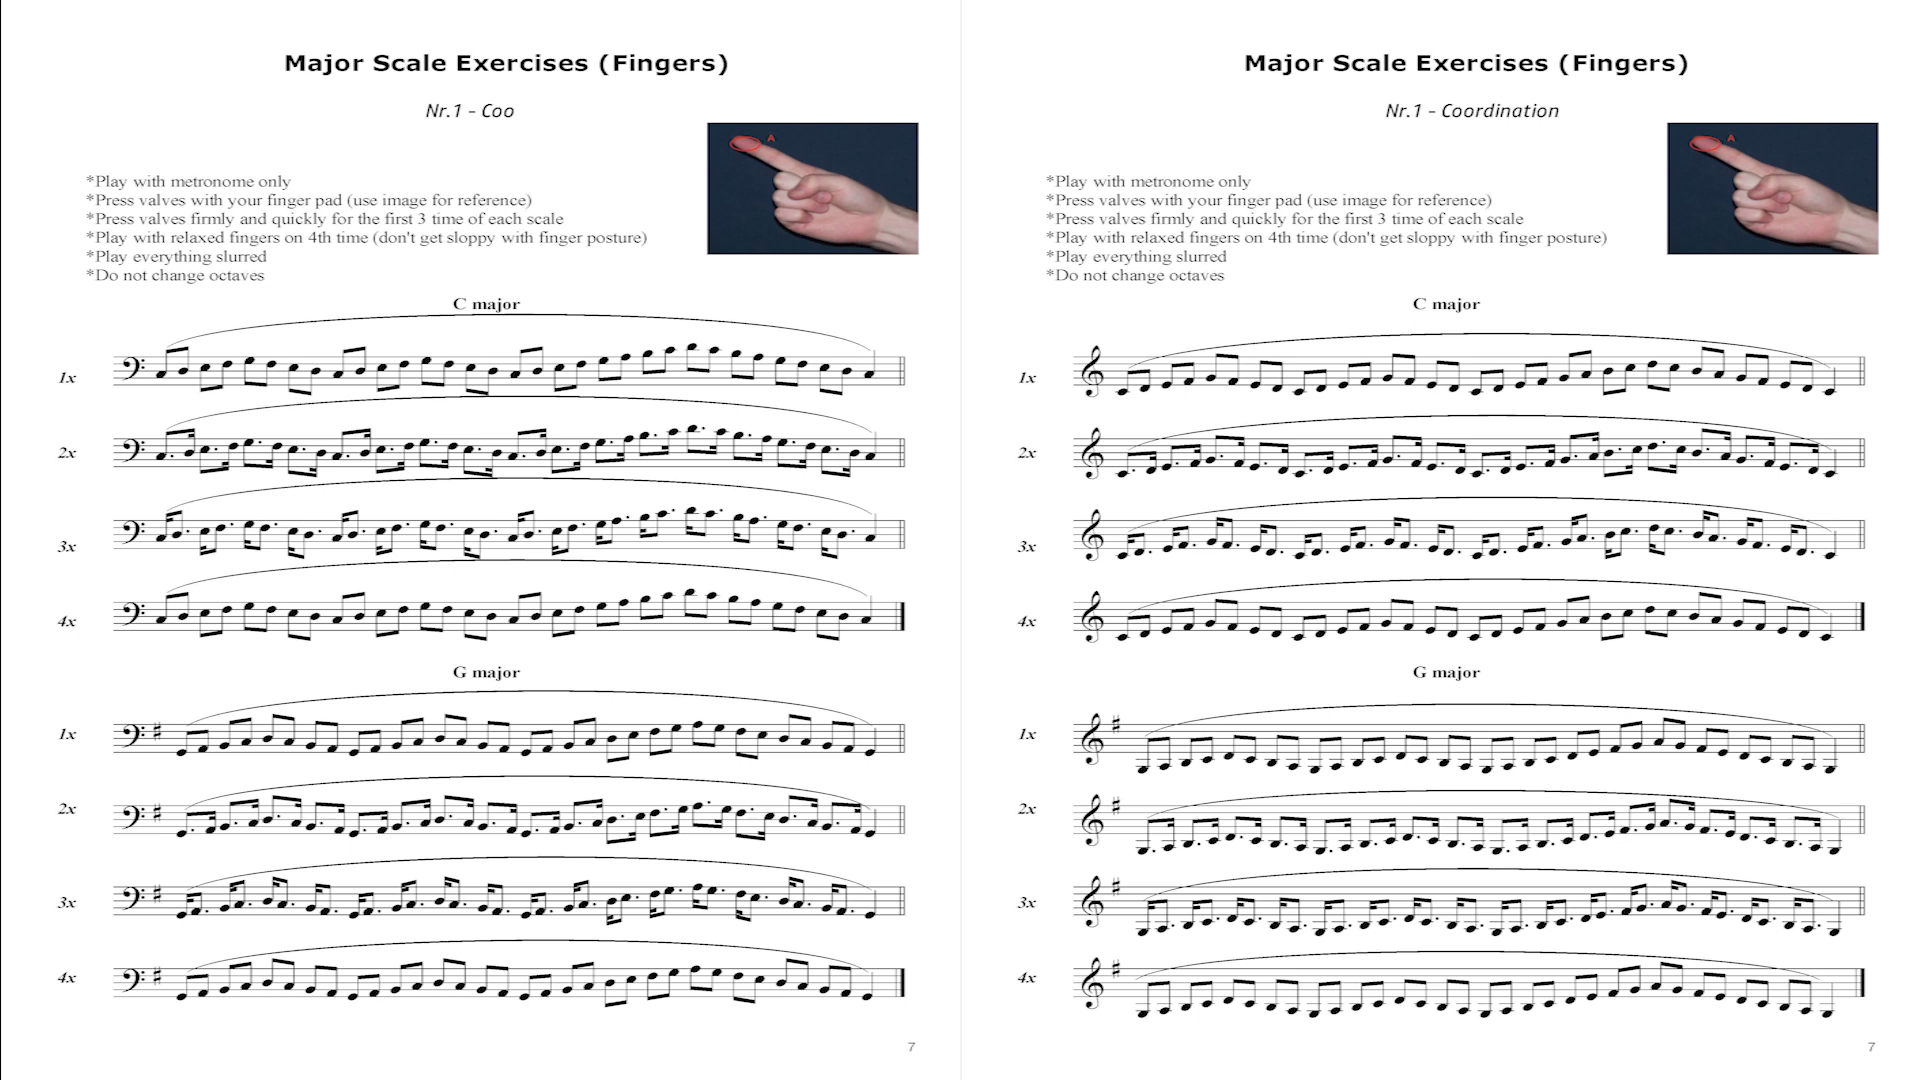 Major Scale Exercises (Fingers)
Nr.1 - Coo
A
*Play with metronome only
*Press valves with your finger pad (use image for reference)
*Press valves firmly and quickly for the first 3 time of each scale
*Play with relaxed fingers on 4th time (don't get sloppy with finger posture)
*Play everything slurred
*Do not change octaves
C major
1x
2x
3x
4x
G major
1x
2x
3x
4x
7
Major Scale Exercises (Fingers)
Nr.1 - Coordination
A
*Play with metronome only
*Press valves with your finger pad (use image for reference)
*Press valves firmly and quickly for the first 3 time of each scale
*Play with relaxed fingers on 4th time (don't get sloppy with finger posture)
*Play everything slurred
*Do not change octaves
C major
1x
2x
3x
4x
G major
1x
2x
3x
4x
7